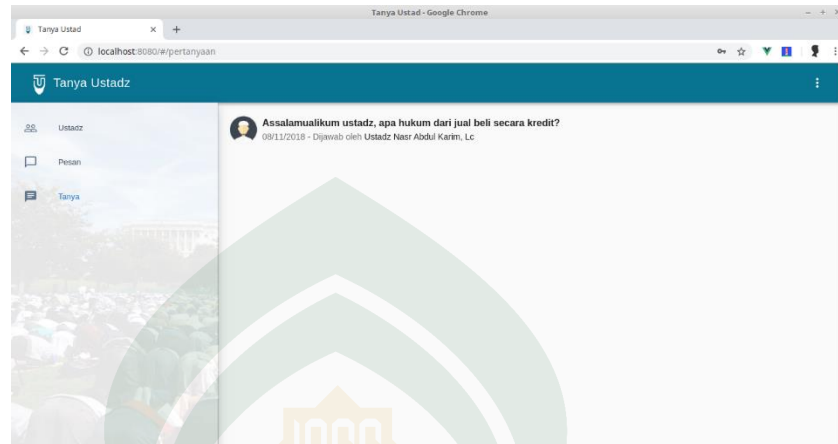 Tanya Ustad - Google Chrome
Tanya Ustad
localhost:8080/#/pertanyaan
Tanya Ustadz
Ustadz
Pesan
Tanya
Assalamualikum ustadz, apa hukum dari jual beli secara kredit?
08/11/2018 - Dijawab oleh Ustadz Nasr Abdul Karim, Lc